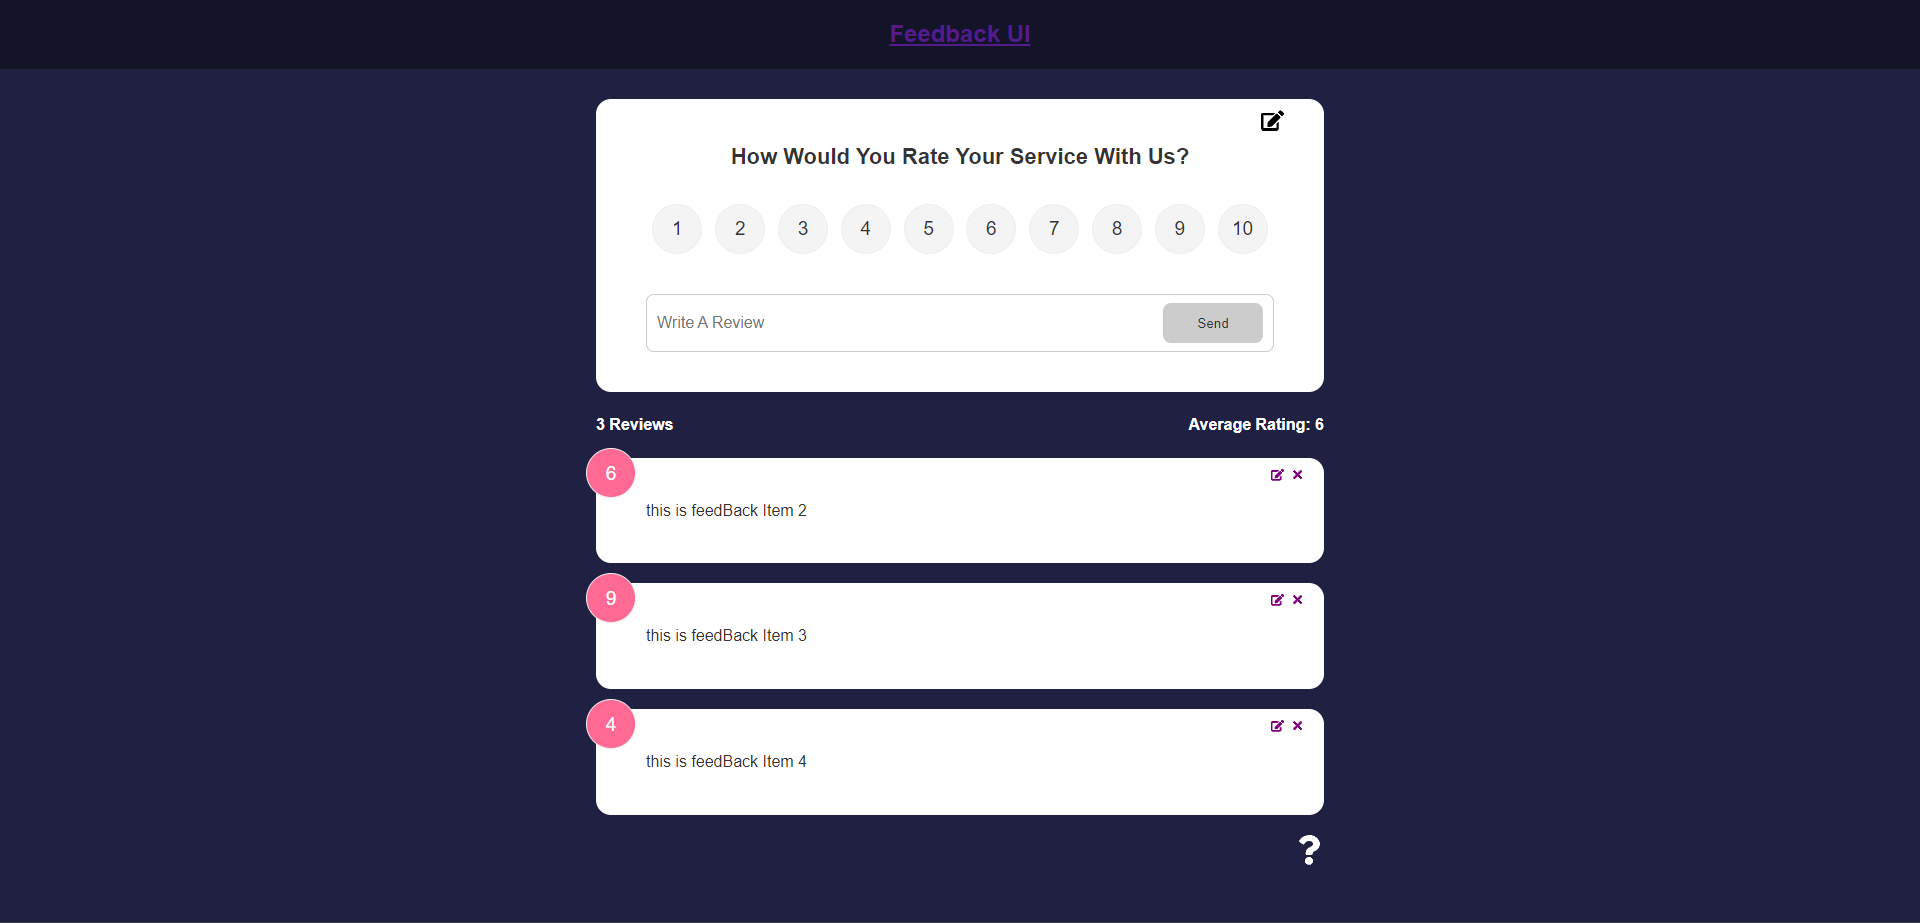 Feedback UI
How Would You Rate Your Service With Us?
1 2 3 4 5 6 7 8 9 10
Write A Review Send
3 Reviews Average Rating: 6
6
this is feedBack Item 2
9
this is feedBack Item 3
4
this is feedBack Item 4
?